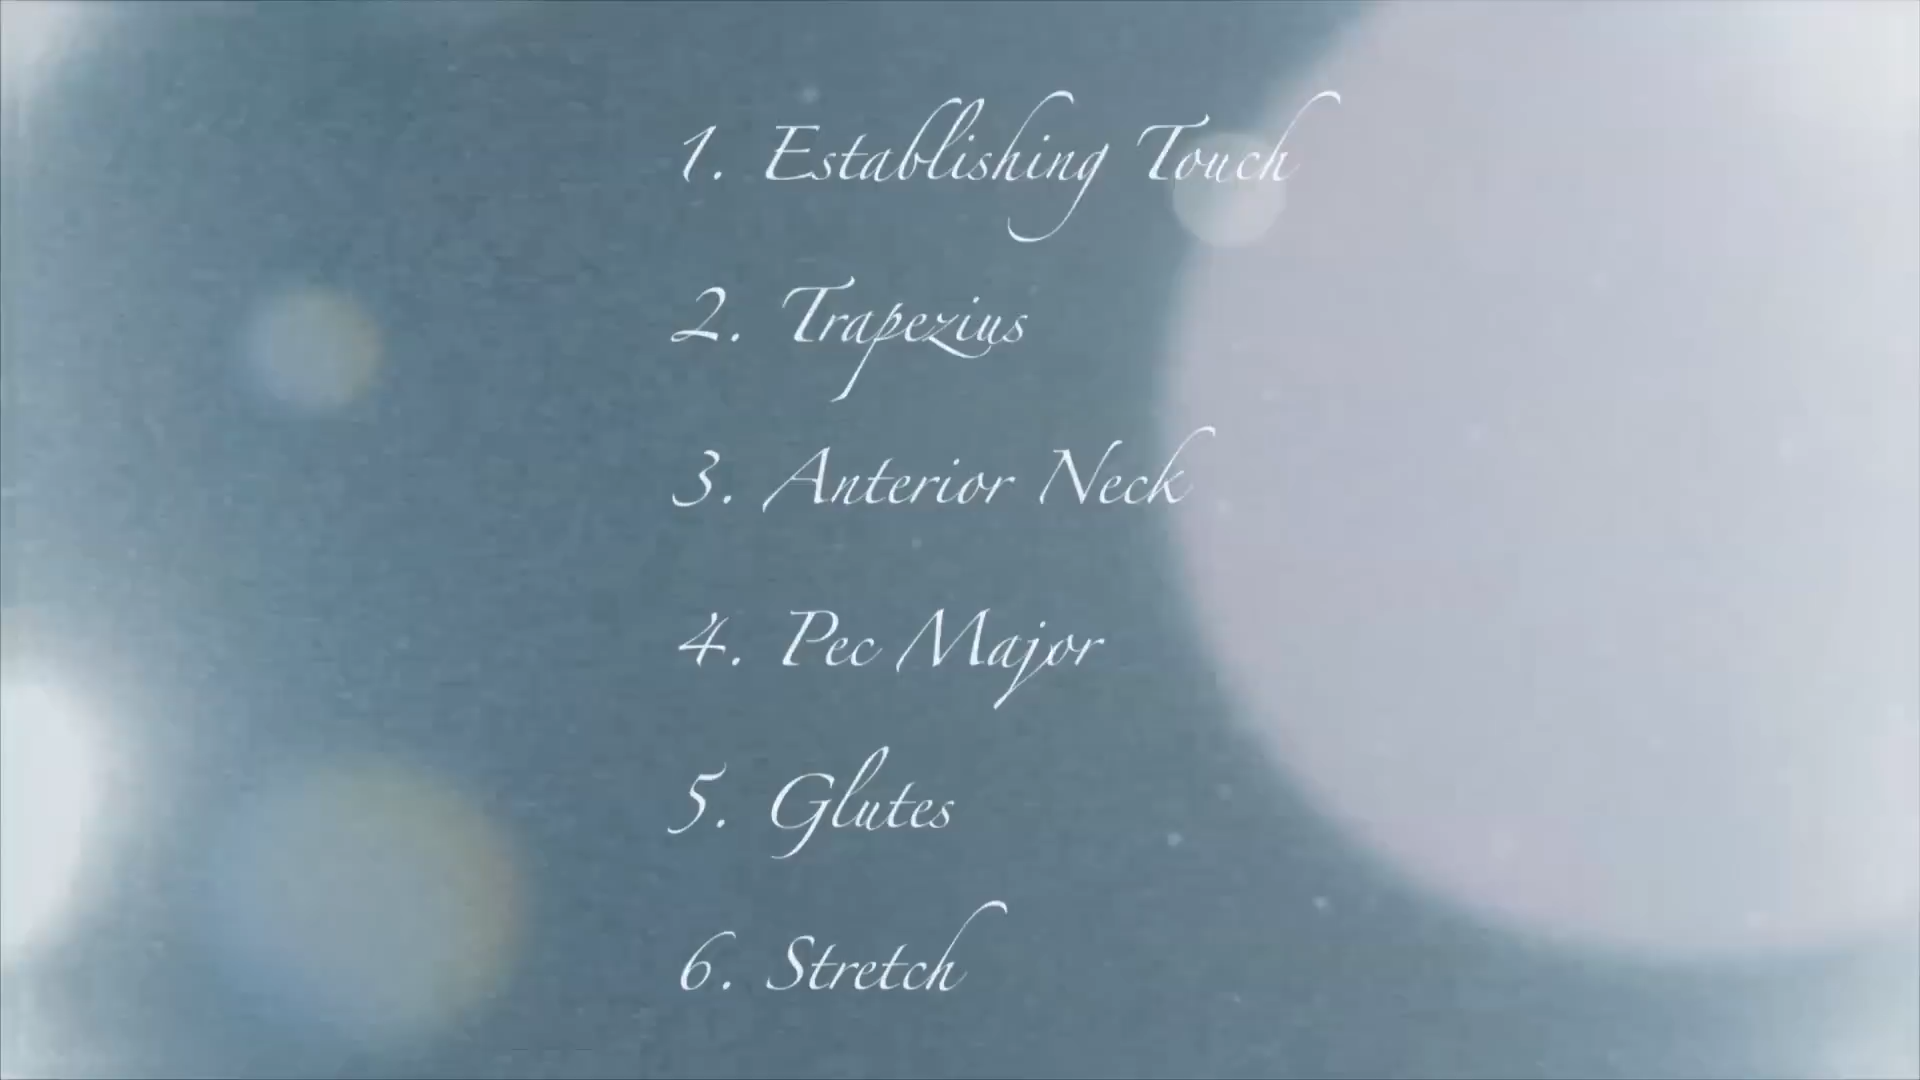 1. Establishing Touch
2. Trapezius
3. Anterior Neck
4. Pec Major
5. Glutes
6. Stretch